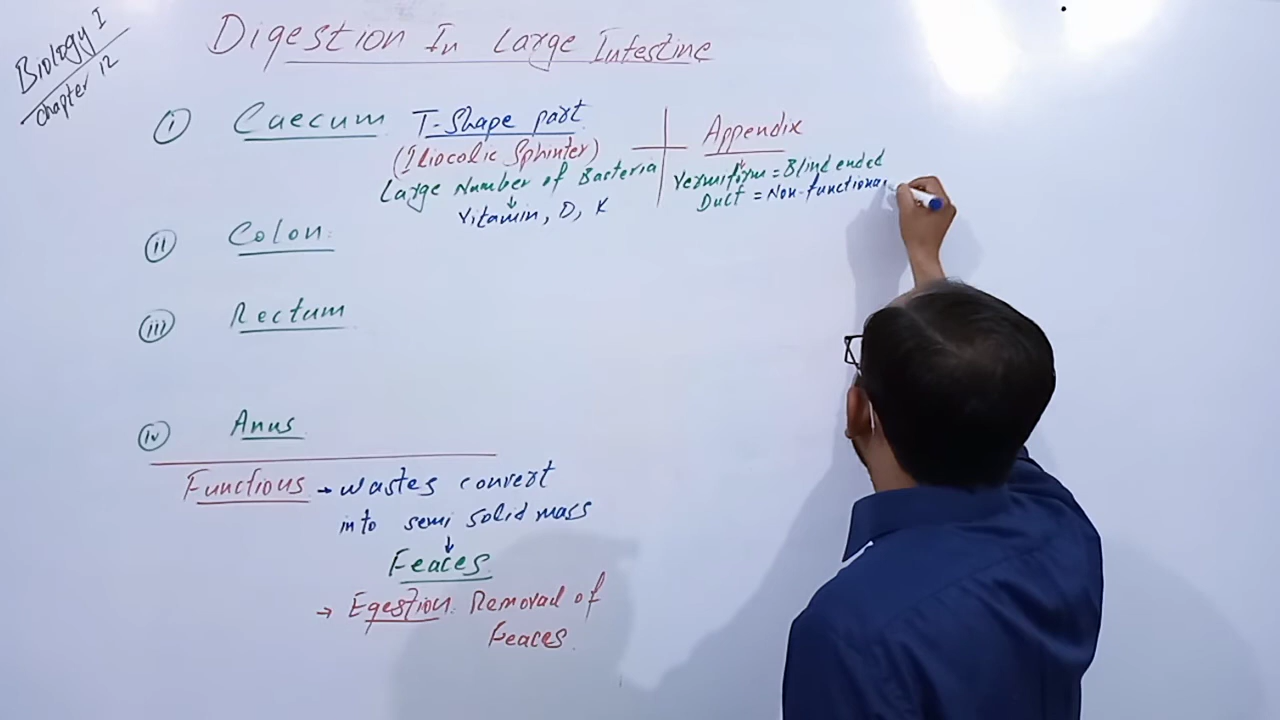 Biology I
Chapter 12
Digestion In Large Intestine
i Caecum T-Shape part
(Iliocolic Sphinter)
Large Number of Bacteria
Vitamin, D, K
Appendix
Vermiform = Blind ended
Duct = Non-functional
ii Colon
iii Rectum
iv Anus
Functions → wastes convert
into semi solid mass
Feaces
→ Egestion. Removal of
Feaces